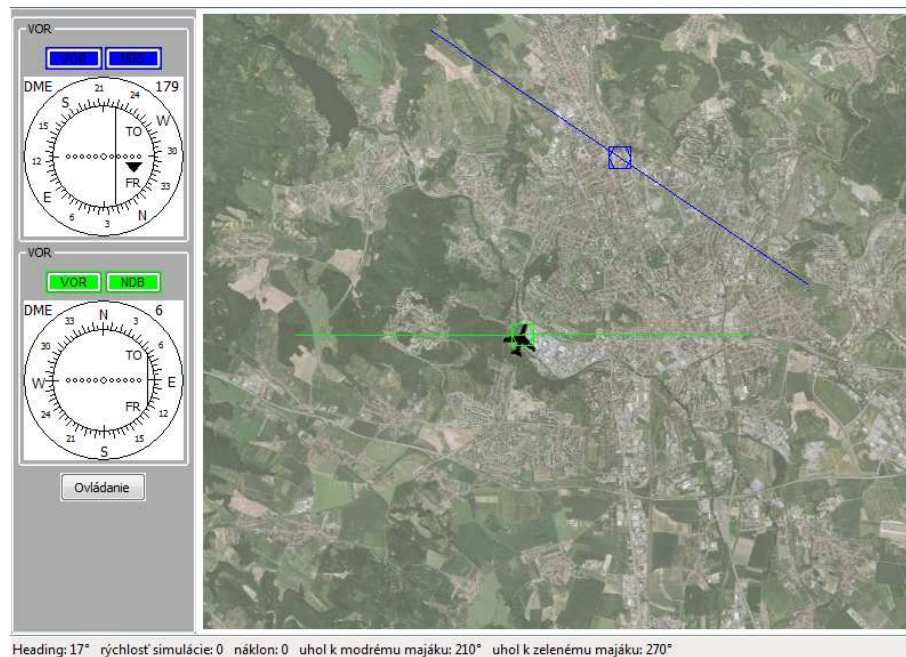 VOR
VOR NDB
DME 179
21
S 24
TO
15 W
12 30
FR 33
E
6 N
3
VOR
VOR NDB
DME 6
N
33 3
TO
30 6
W E
24 FR 12
21 15
S
Ovládanie
Heading: 17° rýchlosť simulácie: 0 náklon: 0 uhol k modrému majáku: 210° uhol k zelenému majáku: 270°